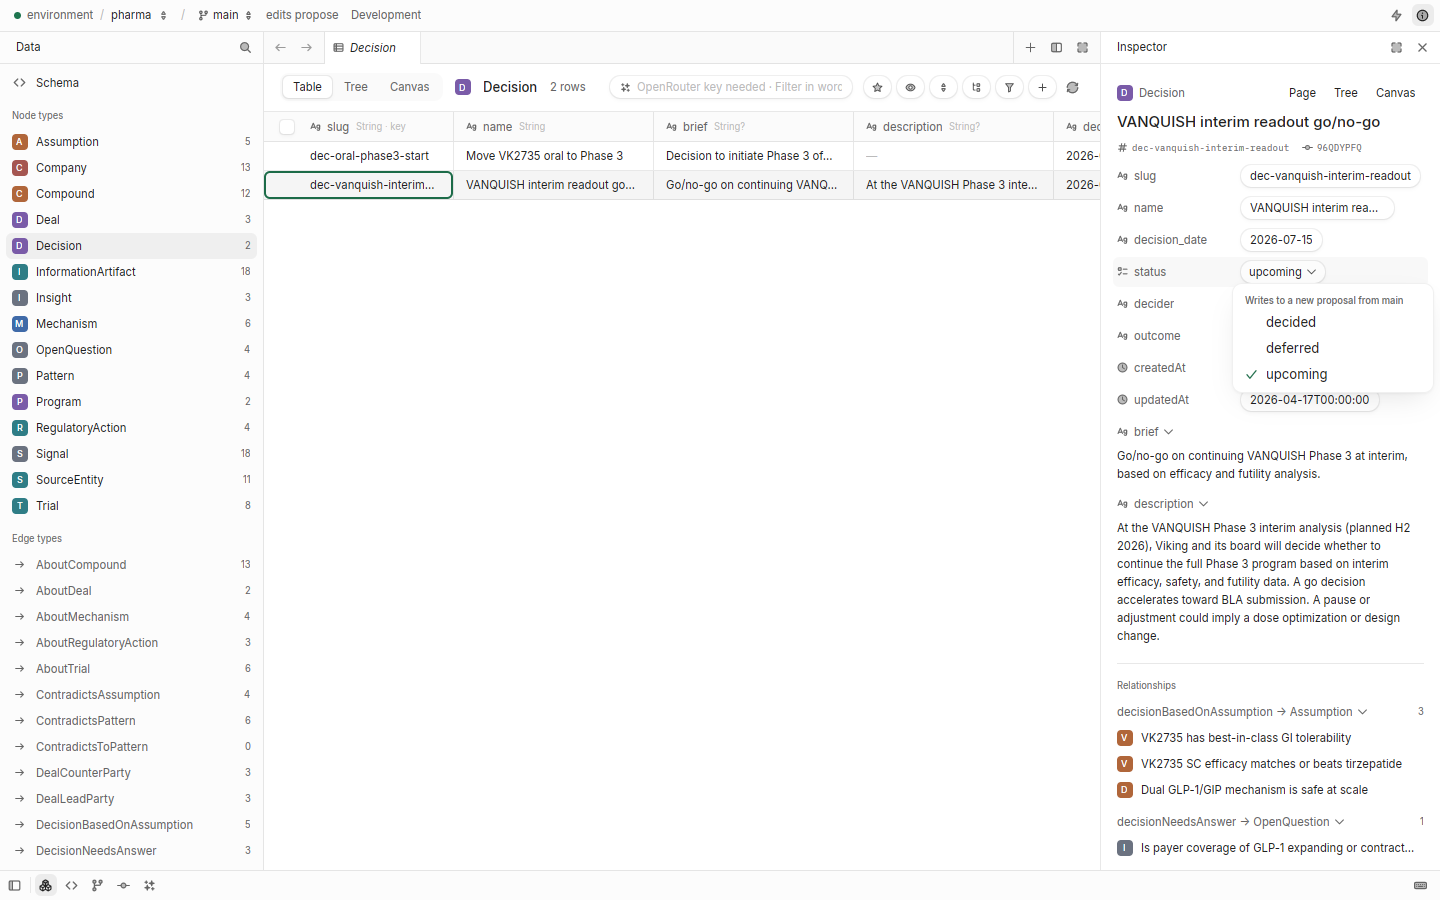 environment / pharma / main edits propose Development
Data
Decision
Inspector
Schema
Node types
A Assumption 5
C Company 13
C Compound 12
D Deal 3
D Decision 2
I InformationArtifact 18
I Insight 3
M Mechanism 6
O OpenQuestion 4
P Pattern 4
P Program 2
R RegulatoryAction 4
S Signal 18
S SourceEntity 11
T Trial 8
Edge types
AboutCompound 13
AboutDeal 2
AboutMechanism 4
AboutRegulatoryAction 3
AboutTrial 6
ContradictsAssumption 4
ContradictsPattern 6
ContradictsToPattern 0
DealCounterParty 3
DealLeadParty 3
DecisionBasedOnAssumption 5
DecisionNeedsAnswer 3
Table Tree Canvas D Decision 2 rows OpenRouter key needed · Filter in worc
Ag slug String · key Ag name String Ag brief String? Ag description String? Ag dec
dec-oral-phase3-start Move VK2735 oral to Phase 3 Decision to initiate Phase 3 of... — 2026-
dec-vanquish-interim... VANQUISH interim readout go... Go/no-go on continuing VANQ... At the VANQUISH Phase 3 inte... 2026-
D Decision Page Tree Canvas
VANQUISH interim readout go/no-go
# dec-vanquish-interim-readout 96QDYPFQ
Ag slug dec-vanquish-interim-readout
Ag name VANQUISH interim rea...
Ag decision_date 2026-07-15
status upcoming
Writes to a new proposal from main
decided
deferred
upcoming
Ag decider
Ag outcome
createdAt
updatedAt 2026-04-17T00:00:00
Ag brief
Go/no-go on continuing VANQUISH Phase 3 at interim,
based on efficacy and futility analysis.
Ag description
At the VANQUISH Phase 3 interim analysis (planned H2
2026), Viking and its board will decide whether to
continue the full Phase 3 program based on interim
efficacy, safety, and futility data. A go decision
accelerates toward BLA submission. A pause or
adjustment could imply a dose optimization or design
change.
Relationships
decisionBasedOnAssumption → Assumption 3
V VK2735 has best-in-class GI tolerability
V VK2735 SC efficacy matches or beats tirzepatide
D Dual GLP-1/GIP mechanism is safe at scale
decisionNeedsAnswer → OpenQuestion 1
I Is payer coverage of GLP-1 expanding or contract...